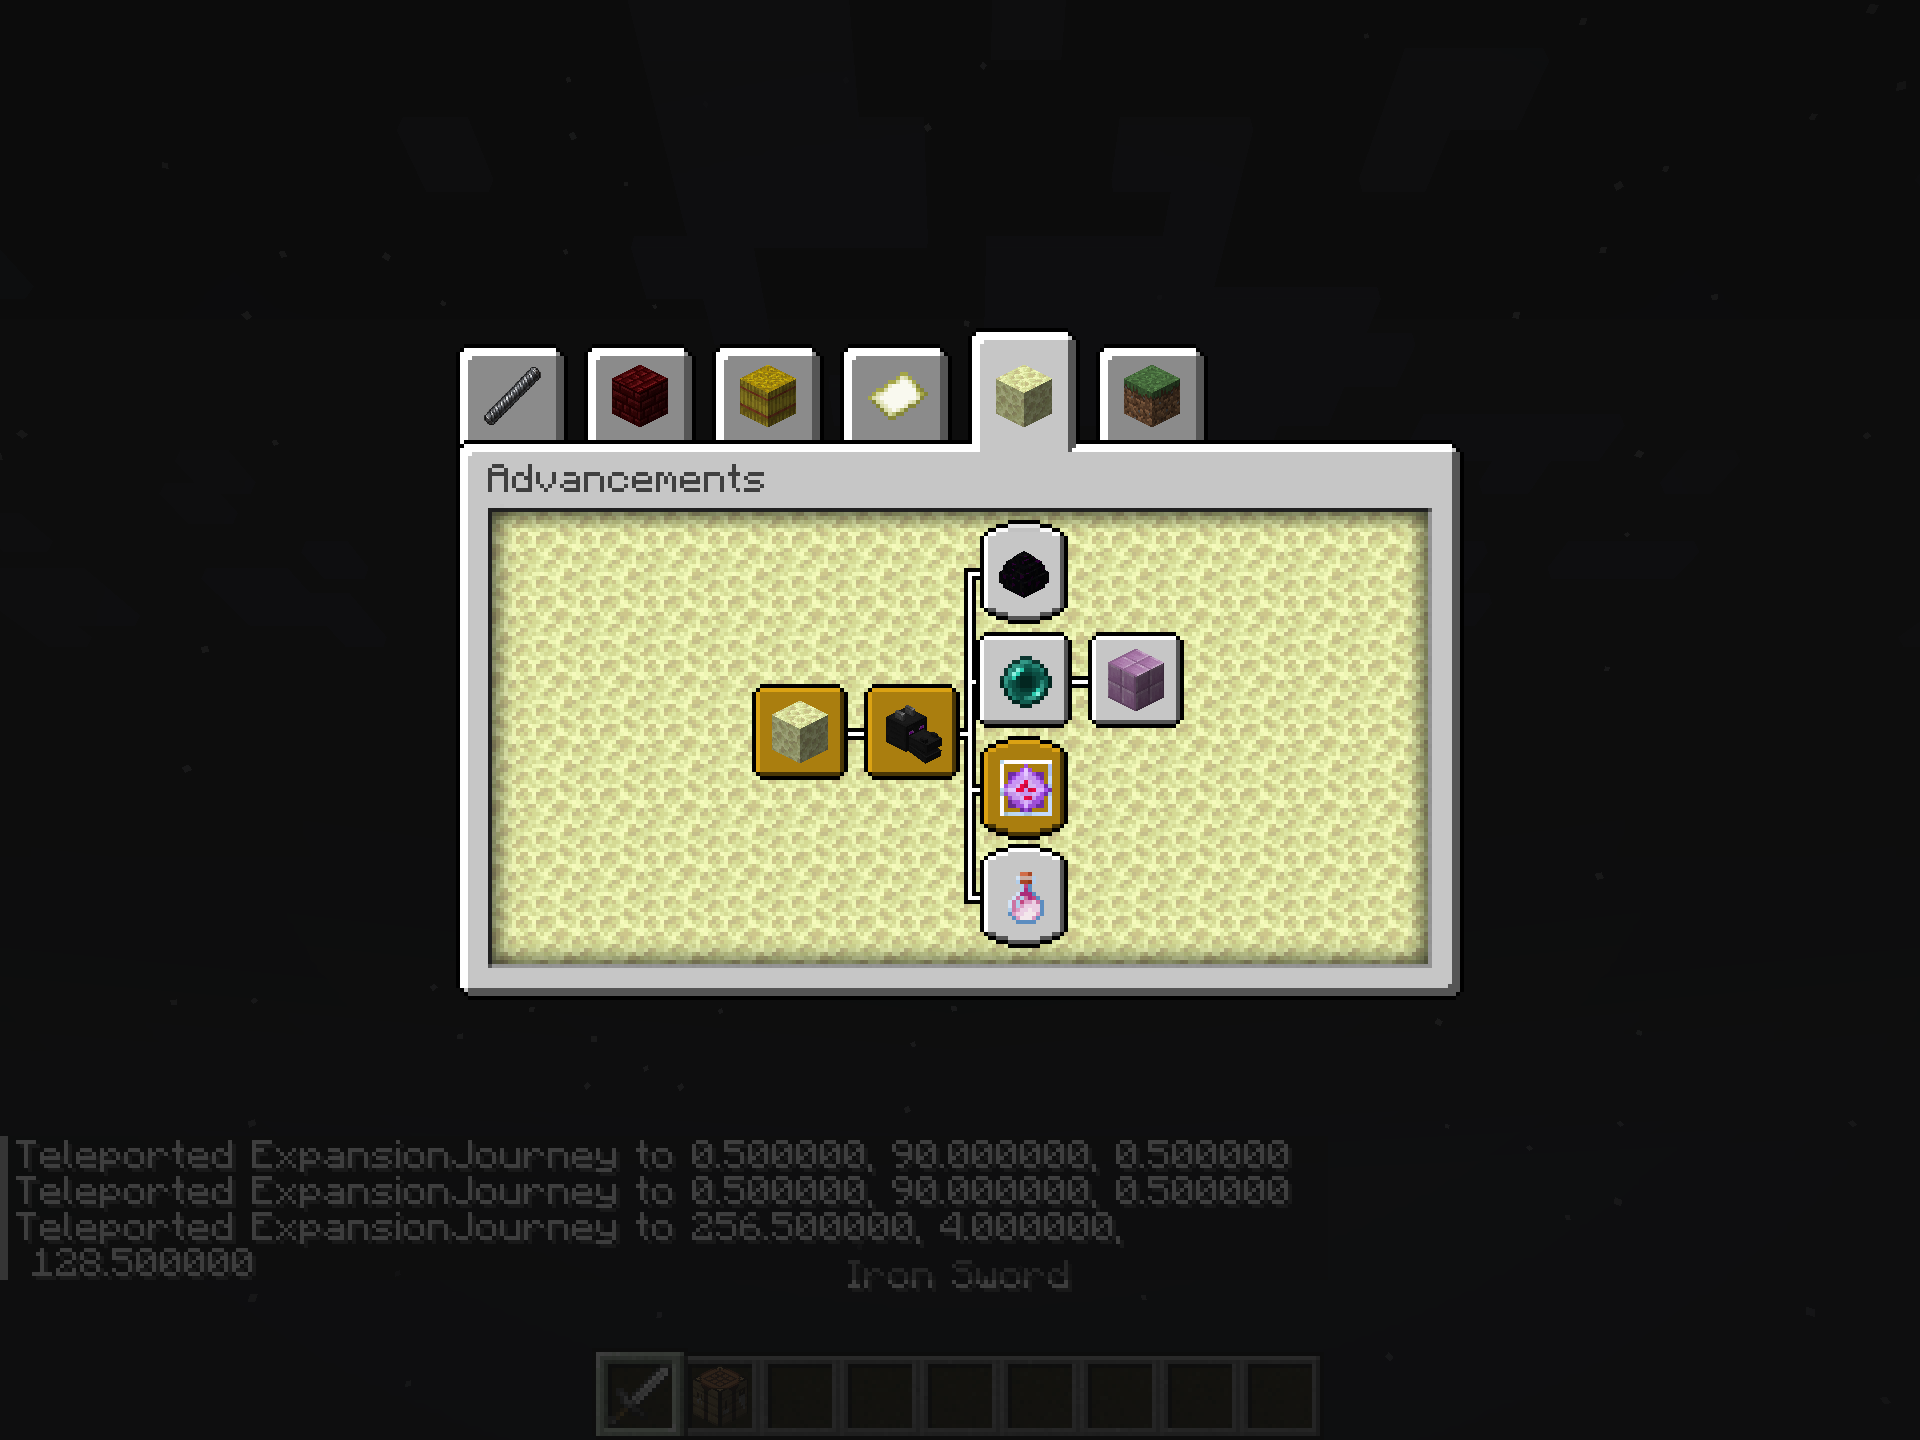 Advancements
Teleported ExpansionJourney to 0.500000, 90.000000, 0.500000
Teleported ExpansionJourney to 0.500000, 90.000000, 0.500000
Teleported ExpansionJourney to 256.500000, 4.000000,
128.500000
Iron Sword